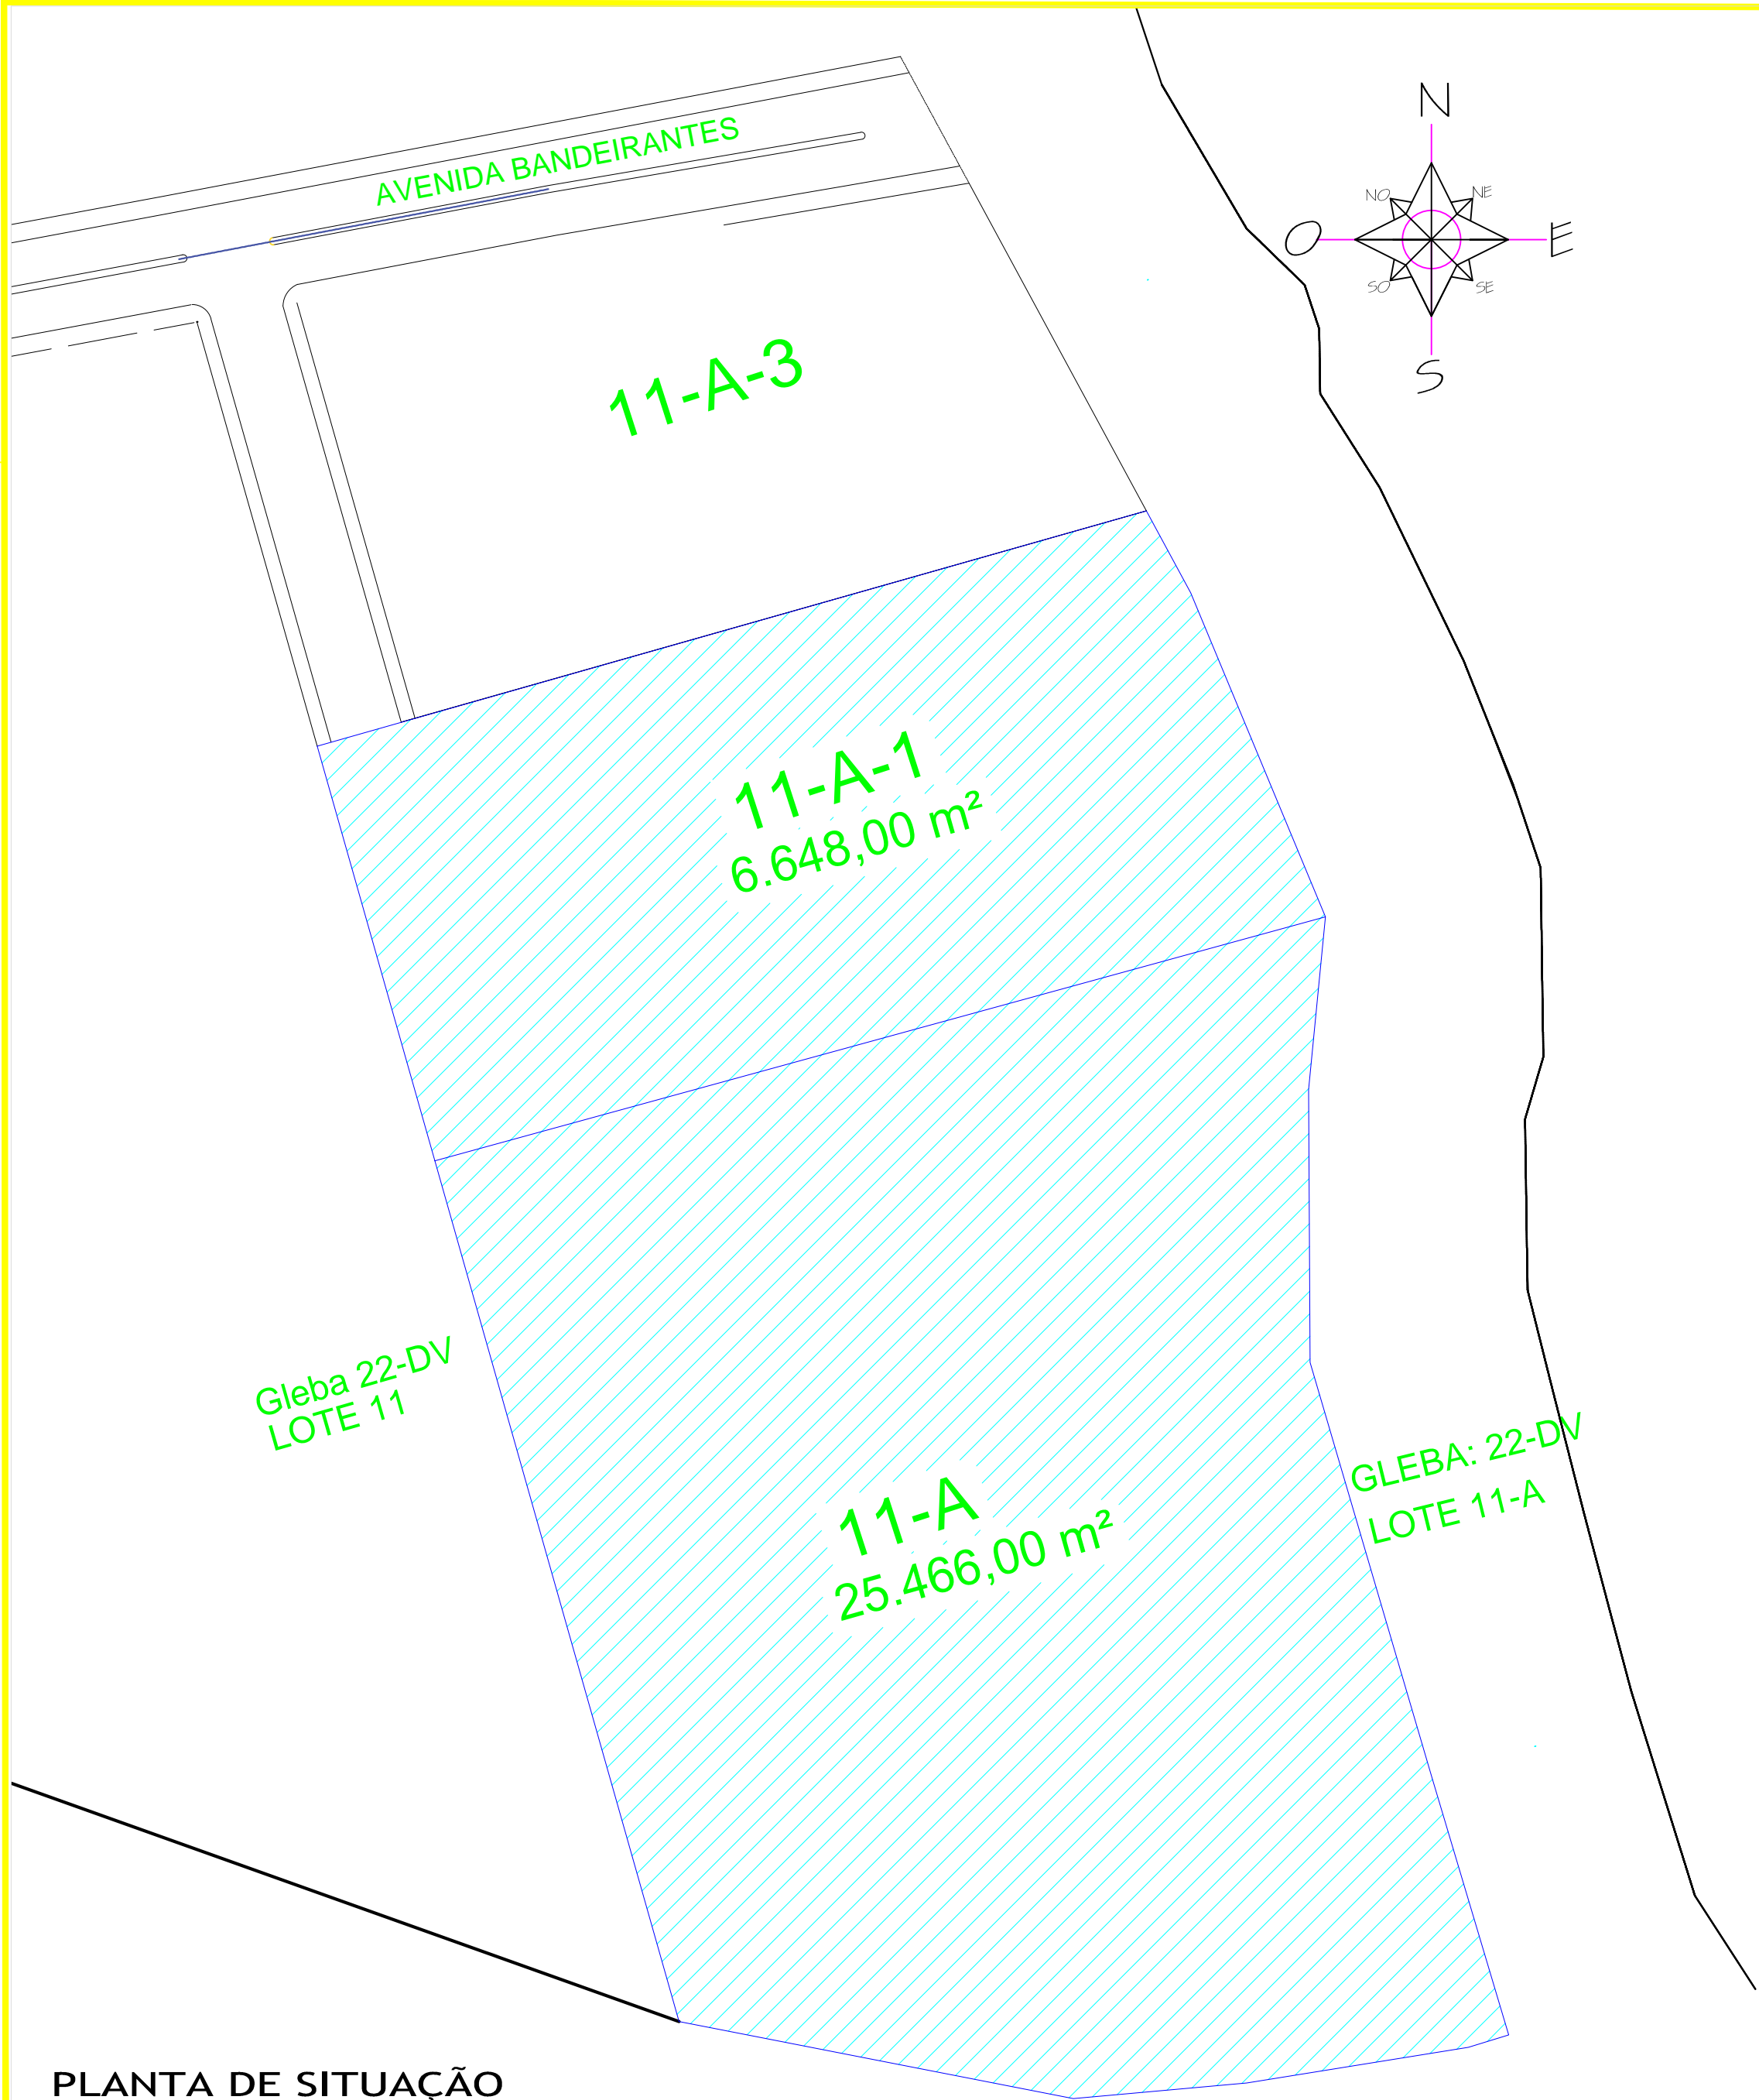 N
AVENIDA BANDEIRANTES
NO
NE
O
E
SO
SE
S
11-A-3
11-A-1
6.648,00 m²
Gleba 22-DV
LOTE 11
GLEBA: 22-DV
LOTE 11-A
11-A
25.466,00 m²
PLANTA DE SITUAÇÃO